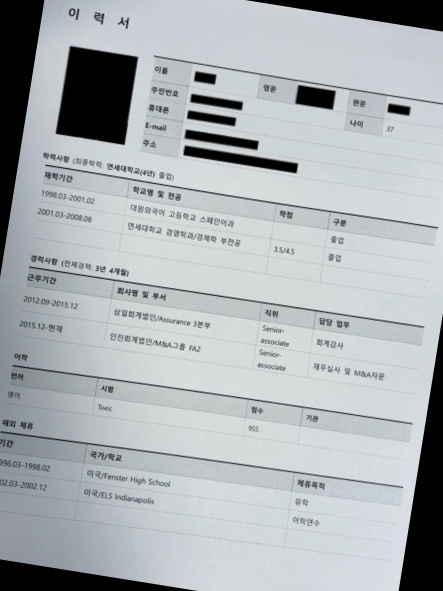 이 력 서
이름 영문 한문
주민번호 나이 37
휴대폰
E-mail
주소
학력사항 (최종학력: 연세대학교(4년) 졸업)
재학기간 학교명 및 전공 학점 구분
1998.03-2001.02 대원외국어 고등학교 스페인어과 졸업
2001.03-2008.08 연세대학교 경영학과/경제학 부전공 3.5/4.5 졸업
경력사항 (전체경력: 3년 4개월)
근무기간 회사명 및 부서 직위 담당 업무
2012.09-2015.12 삼일회계법인/Assurance 3본부 Senior-associate 회계감사
2015.12-현재 안진회계법인/M&A그룹 FA2 Senior-associate 재무실사 및 M&A자문
어학
언어 시험 점수 기관
영어 Toeic 955
해외 체류
기간 국가/학교 체류목적
996.03-1998.02 미국/Fenster High School 유학
02.03-2002.12 미국/ELS Indianapolis 어학연수